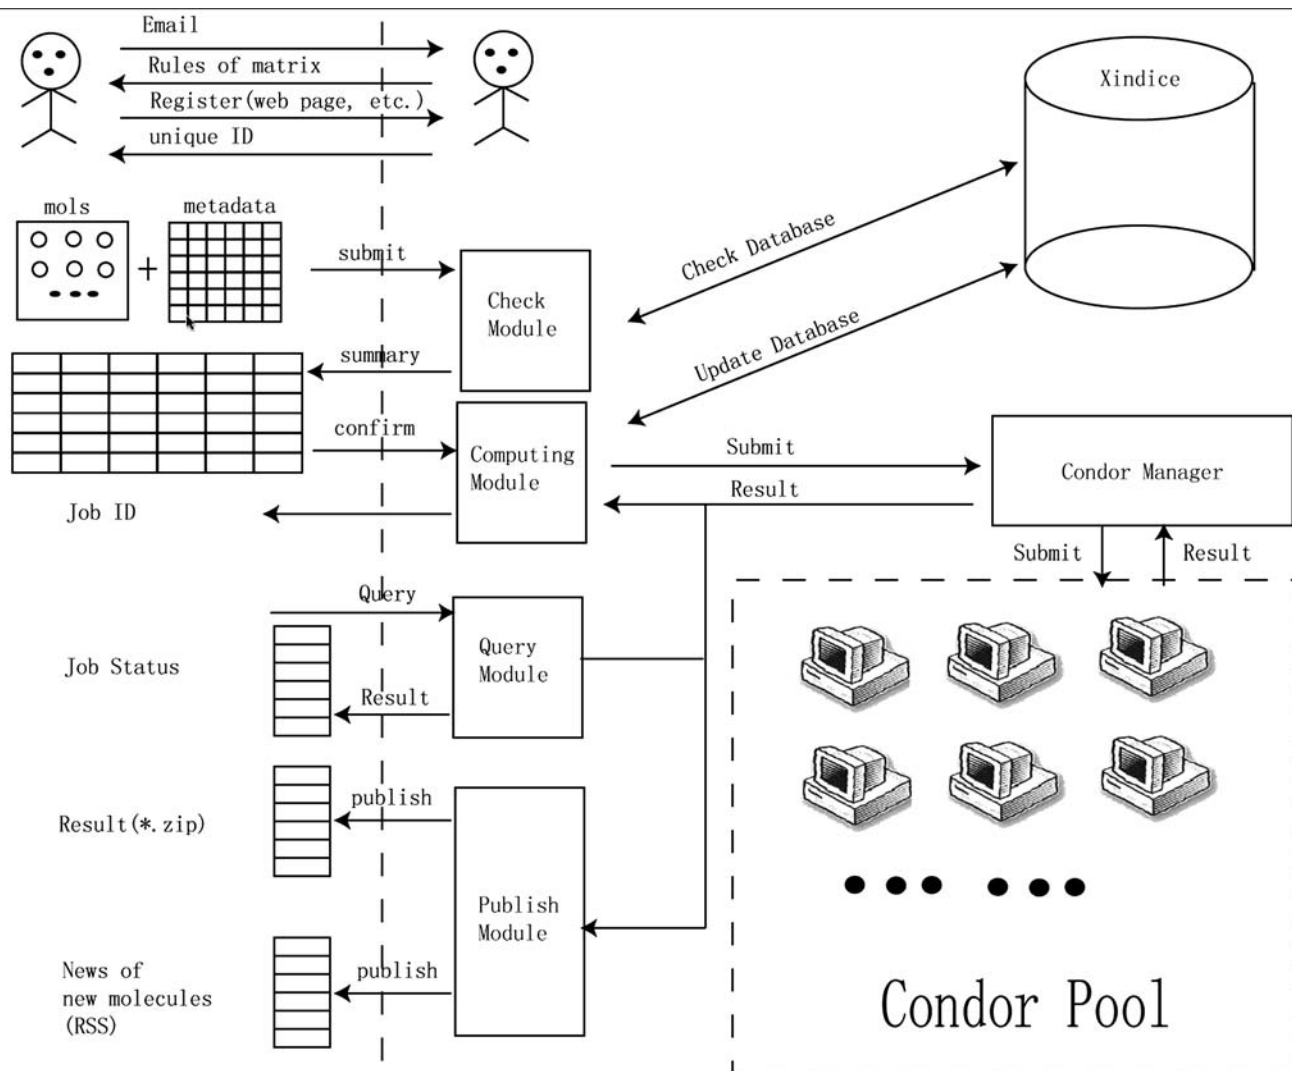 Email
Rules of matrix
Register(web page, etc.)
unique ID
Xindice
mols
metadata
submit
Check
Module
Check Database
summary
Update Database
confirm
Computing
Module
Submit
Result
Condor Manager
Job ID
Submit
Result
Query
Query
Module
Job Status
Result
publish
Result(*.zip)
Publish
Module
publish
News of
new molecules
(RSS)
Condor Pool